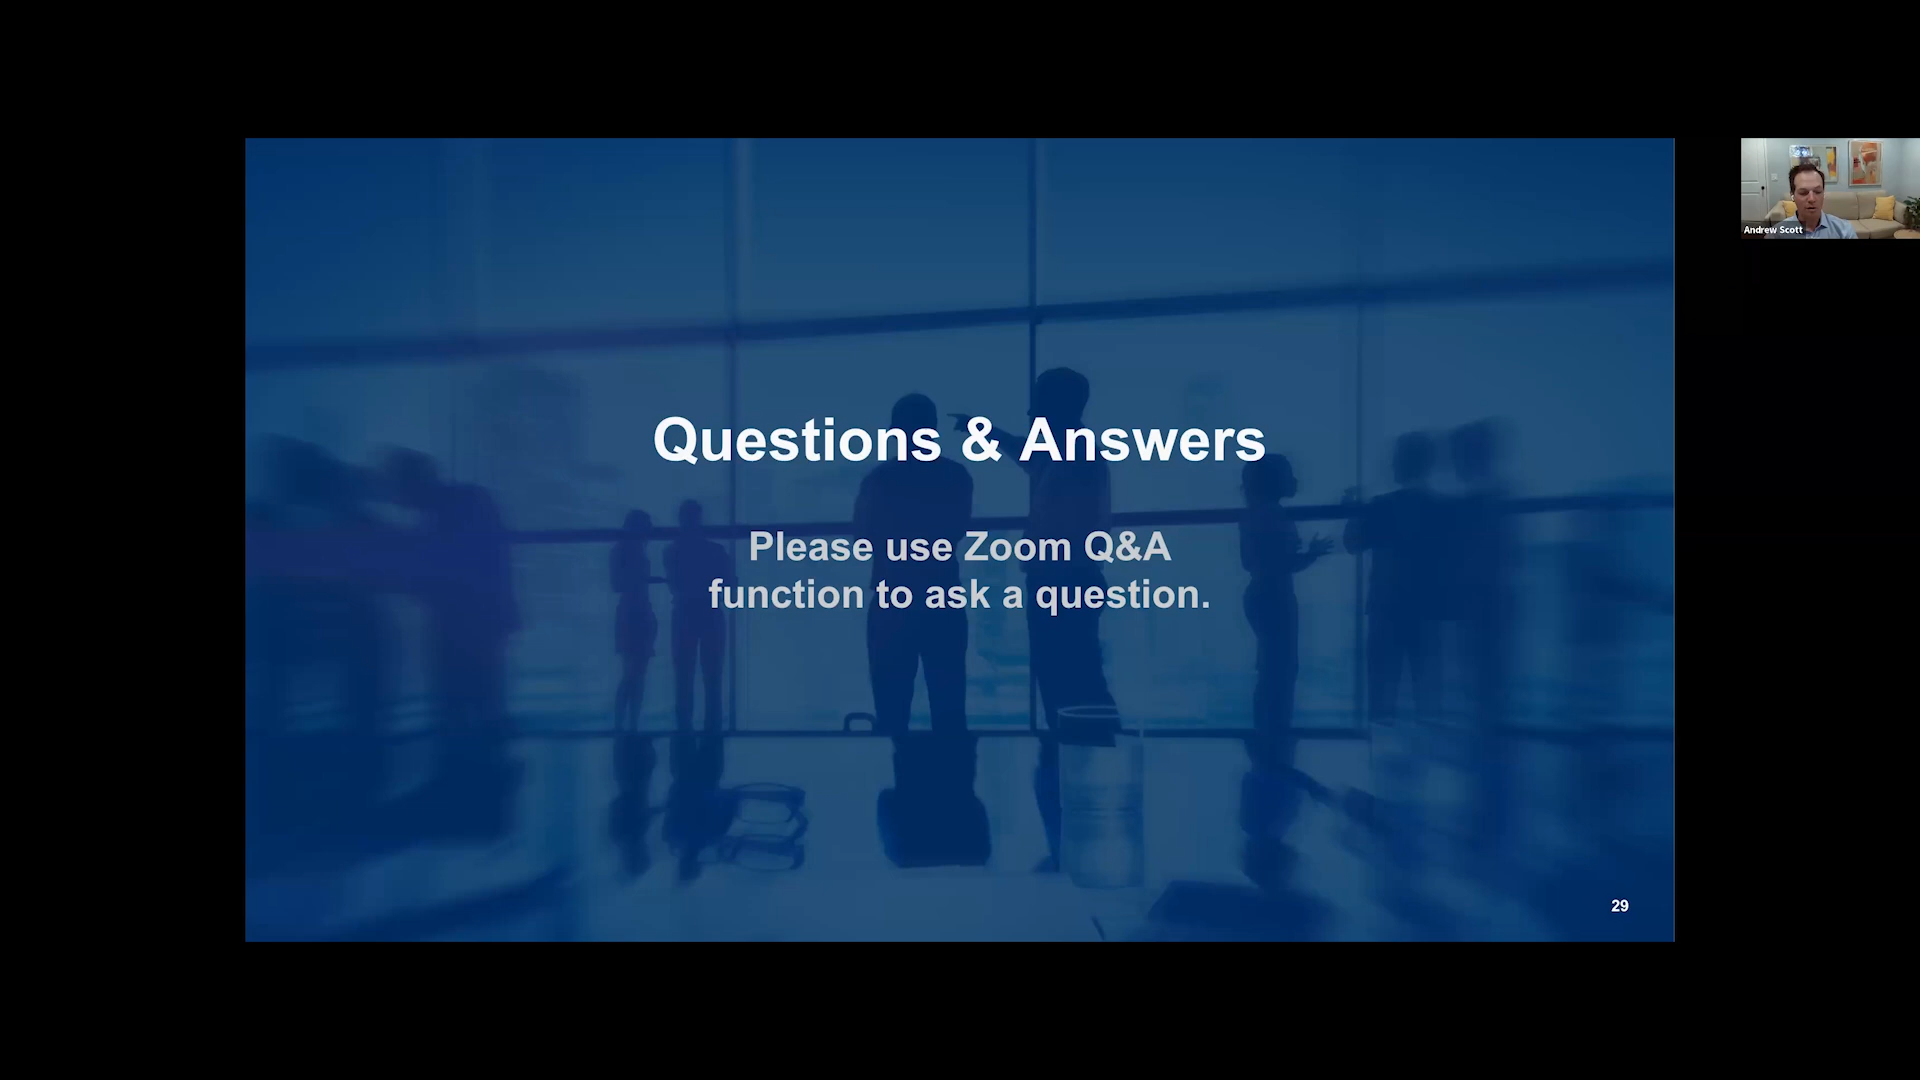 Questions & Answers
Please use Zoom Q&A
function to ask a question.
29
Andrew Scott